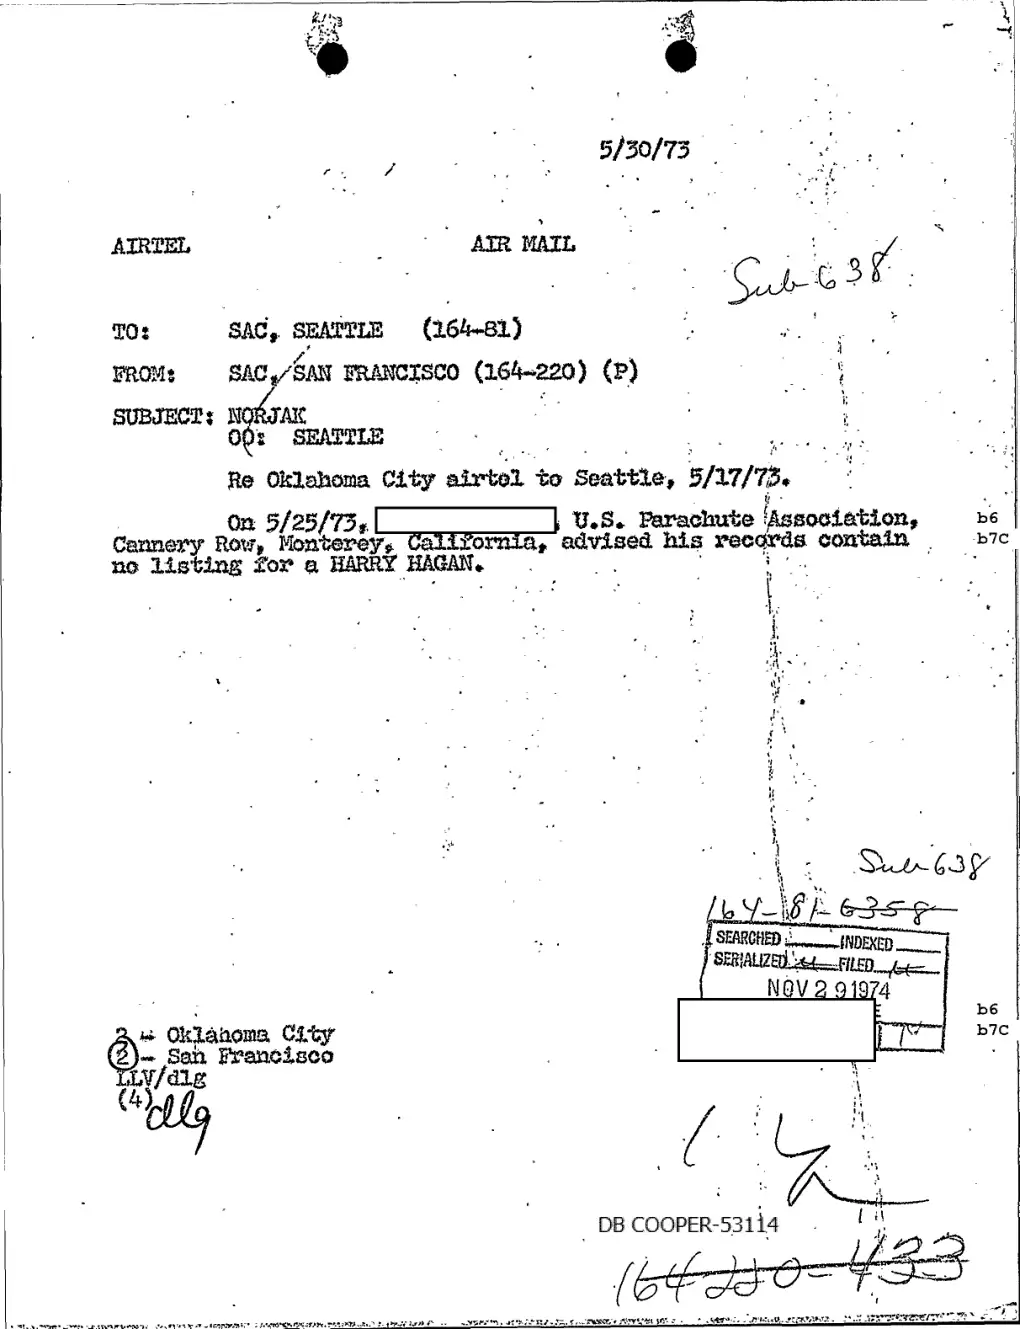 5/30/73
AIRTEL AIR MAIL
Sub 638
TO: SAC, SEATTLE (164-81)
FROM: SAC, SAN FRANCISCO (164-220) (P)
SUBJECT: NORJAK
OO: SEATTLE
Re Oklahoma City airtel to Seattle, 5/17/73.
On 5/25/73, , U.S. Parachute Association, b6
Cannery Row, Monterey, California, advised his records contain b7C
no listing for a HARRY HAGAN.
Sub 638
164-81-6358
SEARCHED INDEXED
SERIALIZED FILED
NOV 29 1974
b6
b7C
2 - Oklahoma City
2 - San Francisco
LLV/dlg
(4)
dlg
DB COOPER-53114
164-220-433